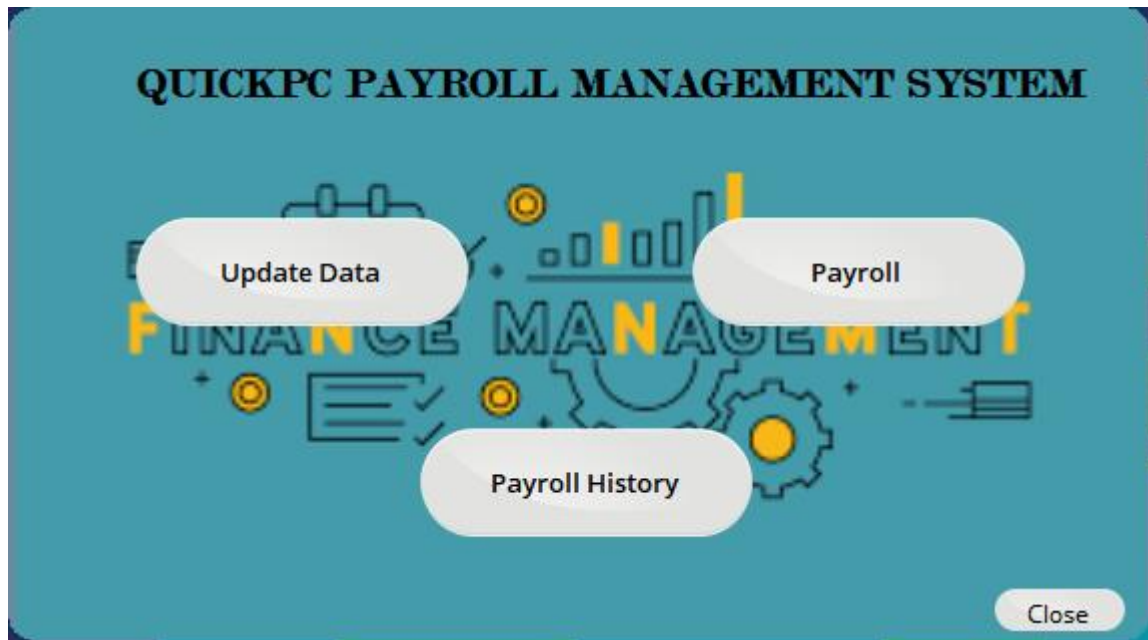 QUICKPC PAYROLL MANAGEMENT SYSTEM
Update Data
Payroll
FINANCE MANAGEMENT
Payroll History
Close